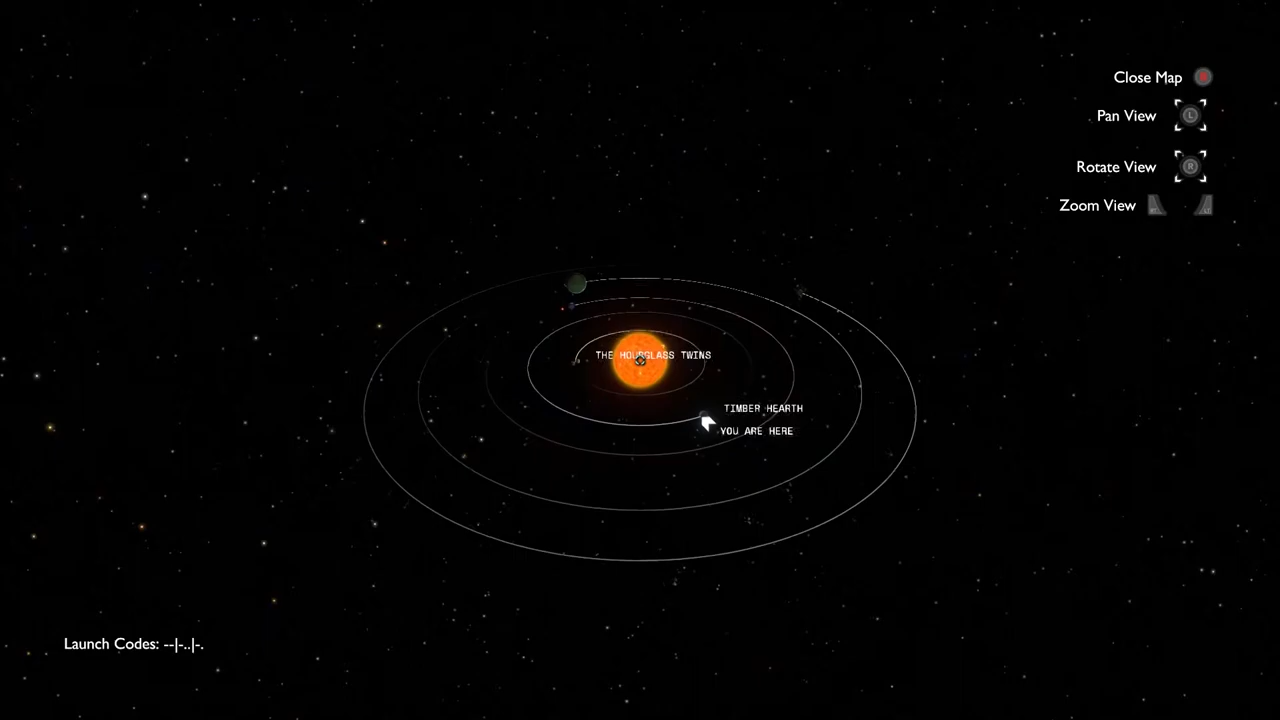 Close Map
Pan View L
Rotate View R
Zoom View
THE HOURGLASS TWINS
TIMBER HEARTH
YOU ARE HERE
Launch Codes: --|-..|-.